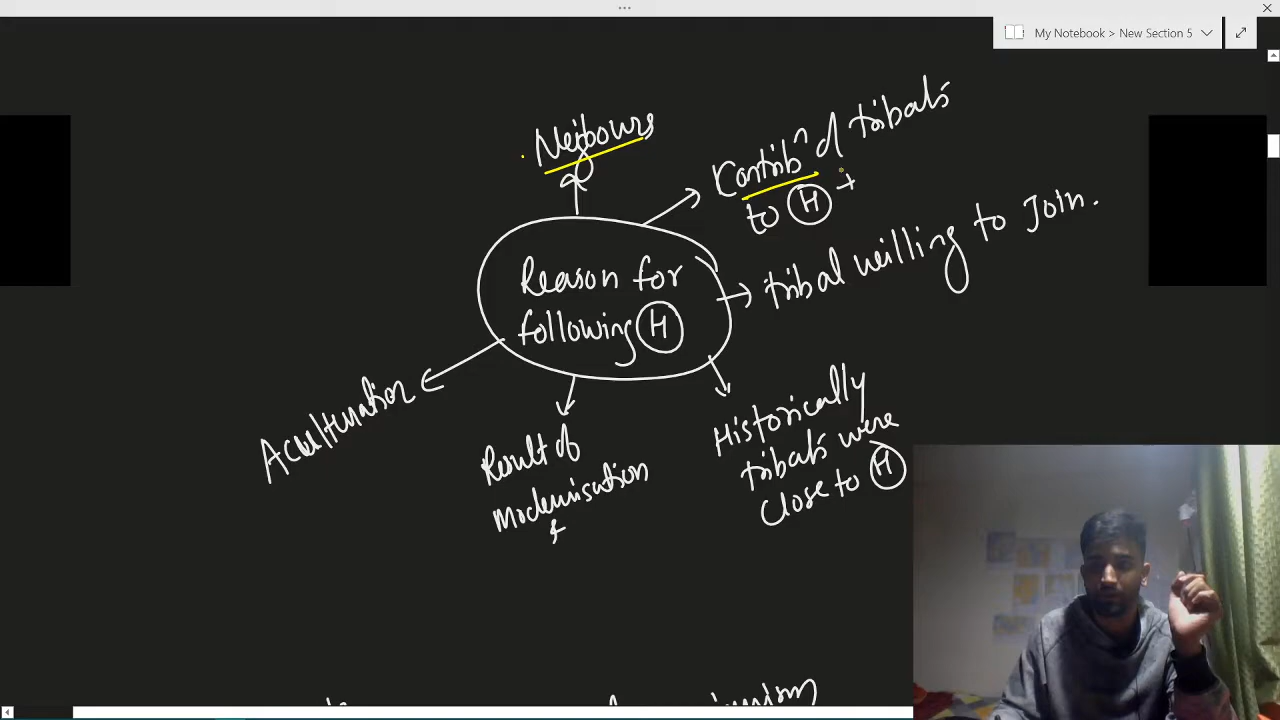 My Notebook > New Section 5
Neibours
Contribⁿ of tribals
to H +
Reason for
following H
tribal willing to Join.
Acculturation
Result of
modernisation
&
Historically
tribals were
close to H